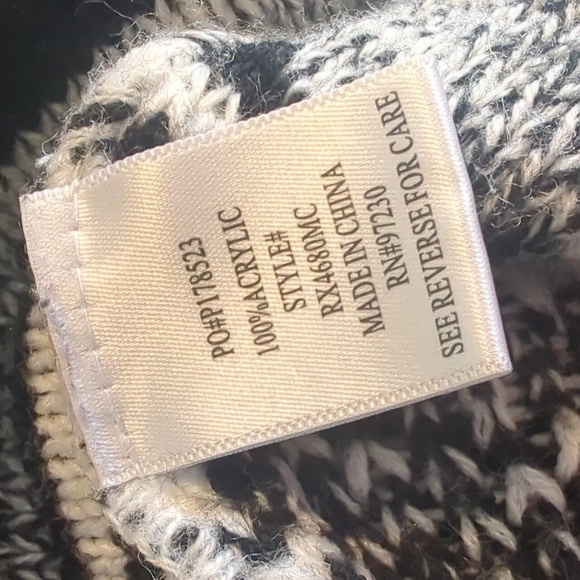 PO#P178523
100%ACRYLIC
STYLE#
RX4680MC
MADE IN CHINA
RN#97230
SEE REVERSE FOR CARE